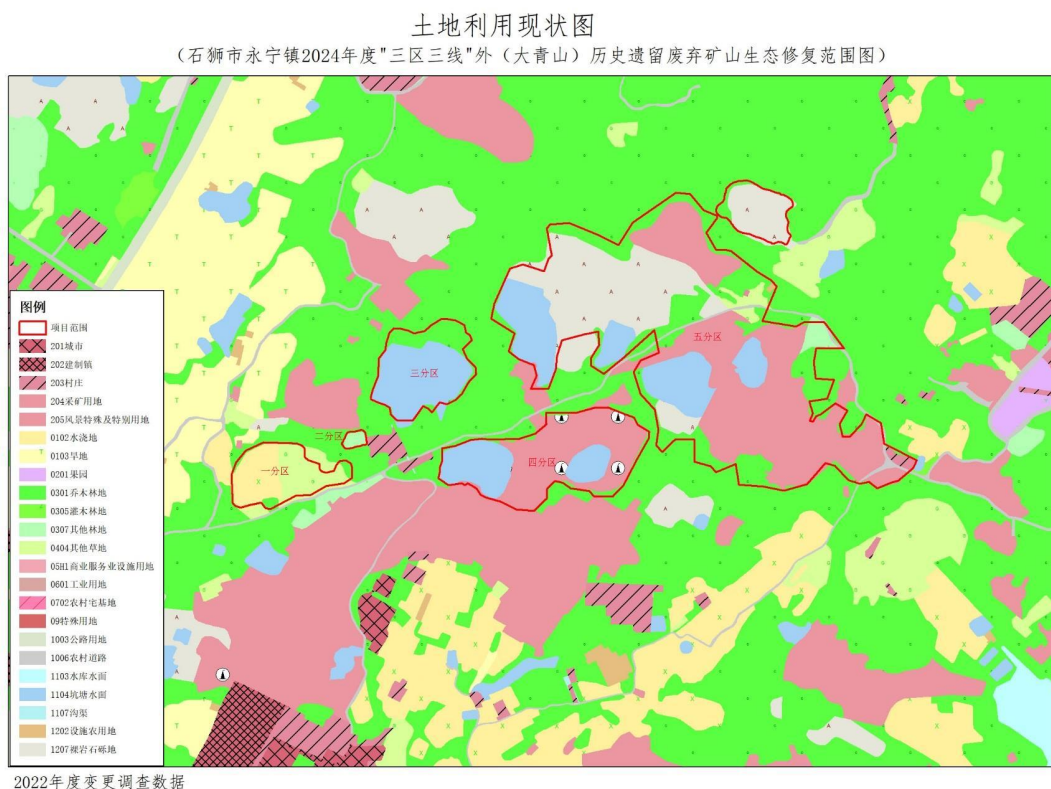 土地利用现状图
（石狮市永宁镇2024年度"三区三线"外（大青山）历史遗留废弃矿山生态修复范围图）
三分区
五分区
二分区
一分区
四分区
图例
项目范围
201城市
202建制镇
203村庄
204采矿用地
205风景特殊及特别用地
0102水浇地
0103旱地
0201果园
0301乔木林地
0305灌木林地
0307其他林地
0404其他草地
05H1商业服务业设施用地
0601工业用地
0702农村宅基地
09特殊用地
1003公路用地
1006农村道路
1103水库水面
1104坑塘水面
1107沟渠
1202设施农用地
1207裸岩石砾地
2022年度变更调查数据